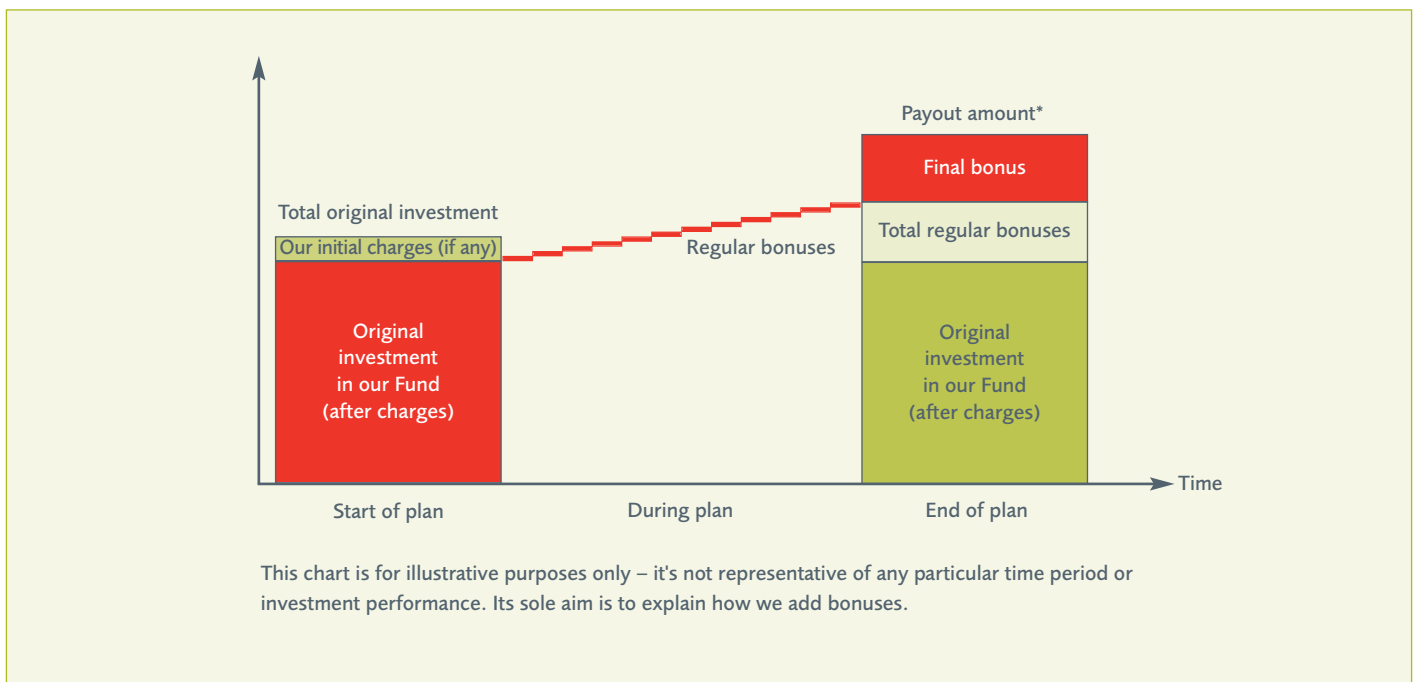 Payout amount*
Final bonus
Total original investment
Our initial charges (if any)
Regular bonuses
Total regular bonuses
Original
investment
in our Fund
(after charges)
Original
investment
in our Fund
(after charges)
Time
Start of plan
During plan
End of plan
This chart is for illustrative purposes only – it's not representative of any particular time period or
investment performance. Its sole aim is to explain how we add bonuses.